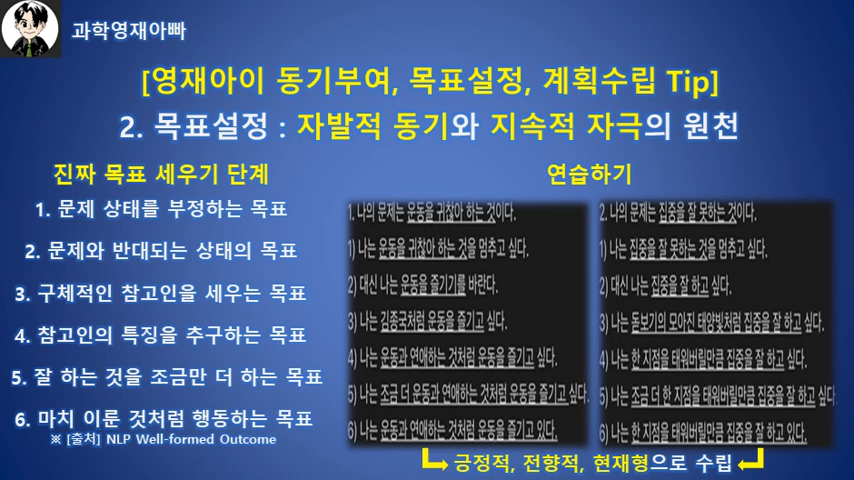 과학영재아빠
[영재아이 동기부여, 목표설정, 계획수립 Tip]
2. 목표설정 : 자발적 동기와 지속적 자극의 원천
진짜 목표 세우기 단계
1. 문제 상태를 부정하는 목표
2. 문제와 반대되는 상태의 목표
3. 구체적인 참고인을 세우는 목표
4. 참고인의 특징을 추구하는 목표
5. 잘 하는 것을 조금만 더 하는 목표
6. 마치 이룬 것처럼 행동하는 목표
※ [출처] NLP Well-formed Outcome
연습하기
1. 나의 문제는 운동을 귀찮아 하는 것이다.
1) 나는 운동을 귀찮아 하는 것을 멈추고 싶다.
2) 대신 나는 운동을 즐기기를 바란다.
3) 나는 김종국처럼 운동을 즐기고 싶다.
4) 나는 운동과 연애하는 것처럼 운동을 즐기고 싶다.
5) 나는 조금 더 운동과 연애하는 것처럼 운동을 즐기고 싶다.
6) 나는 운동과 연애하는 것처럼 운동을 즐기고 있다.
2. 나의 문제는 집중을 잘 못하는 것이다.
1) 나는 집중을 잘 못하는 것을 멈추고 싶다.
2) 대신 나는 집중을 잘 하고 싶다.
3) 나는 돋보기의 모아진 태양빛처럼 집중을 잘 하고 싶다.
4) 나는 한 지점을 태워버릴만큼 집중을 잘 하고 싶다.
5) 나는 조금 더 한 지점을 태워버릴만큼 집중을 잘 하고 싶다
6) 나는 한 지점을 태워버릴만큼 집중을 잘 하고 있다.
긍정적, 전향적, 현재형으로 수립